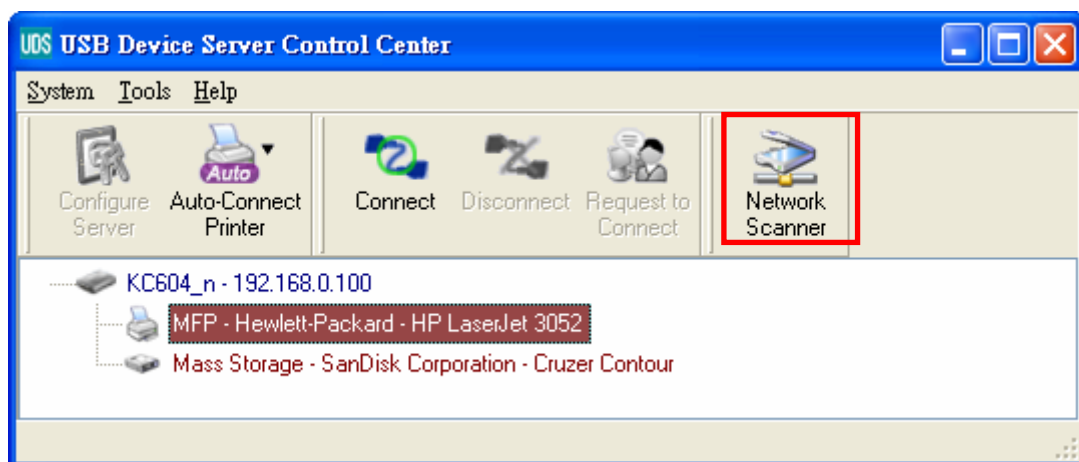 UDS USB Device Server Control Center
System Tools Help
Auto
Configure Server
Auto-Connect Printer
Connect
Disconnect
Request to Connect
Network Scanner
KC604_n - 192.168.0.100
MFP - Hewlett-Packard - HP LaserJet 3052
Mass Storage - SanDisk Corporation - Cruzer Contour